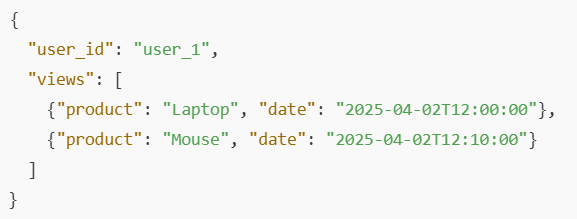 {
  "user_id": "user_1",
  "views": [
    {"product": "Laptop", "date": "2025-04-02T12:00:00"},
    {"product": "Mouse", "date": "2025-04-02T12:10:00"}
  ]
}